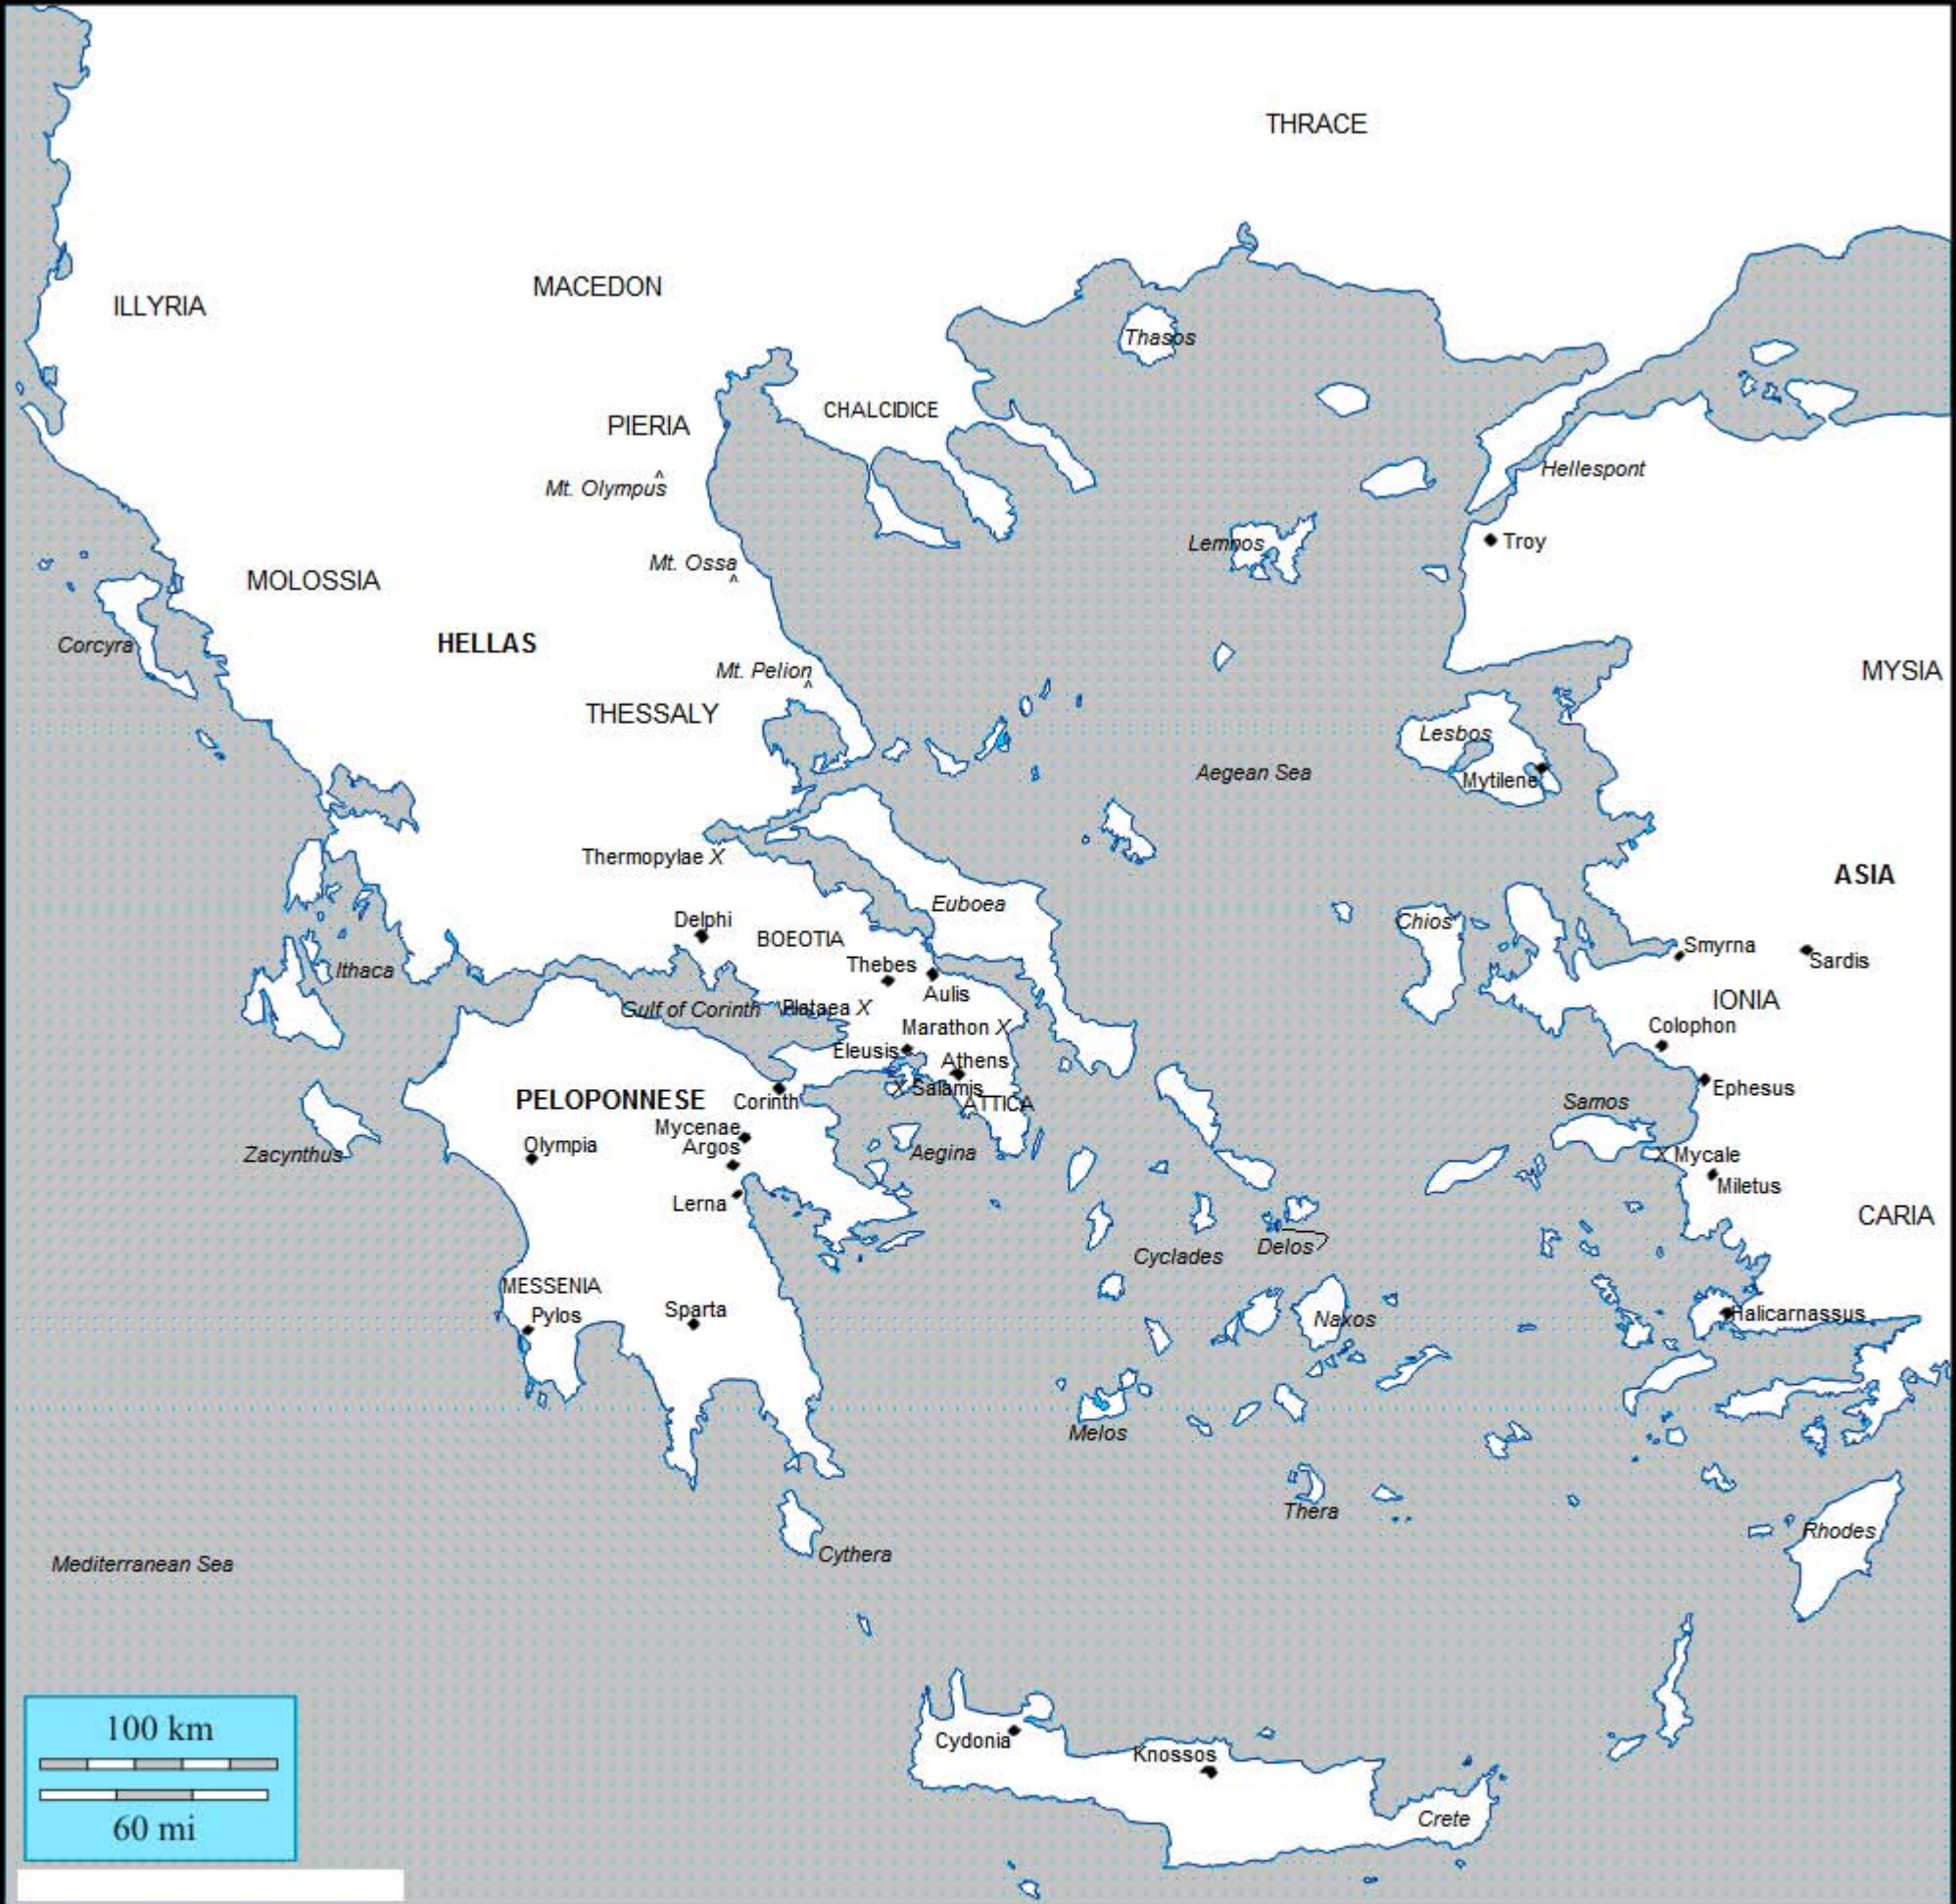 THRACE
MACEDON
ILLYRIA
Thasos
CHALCIDICE
PIERIA
Hellespont
Mt. Olympus
^
Troy
Lemnos
Mt. Ossa
^
MOLOSSIA
HELLAS
Corcyra
Mt. Pelion
^
MYSIA
THESSALY
Lesbos
Aegean Sea
Mytilene
Thermopylae X
ASIA
Euboea
Delphi
Chios
BOEOTIA
Smyrna
Sardis
Thebes
Ithaca
Aulis
IONIA
Gulf of Corinth
Plataea X
Marathon X
Colophon
Eleusis
Athens
Ephesus
X Salamis
PELOPONNESE
Corinth
ATTICA
Samos
Mycenae
Olympia
Argos
Aegina
Zacynthus
X Mycale
Miletus
Lerna
CARIA
Cyclades
Delos
MESSENIA
Pylos
Sparta
Halicarnassus
Naxos
Melos
Thera
Rhodes
Cythera
Mediterranean Sea
100 km
60 mi
Cydonia
Knossos
Crete